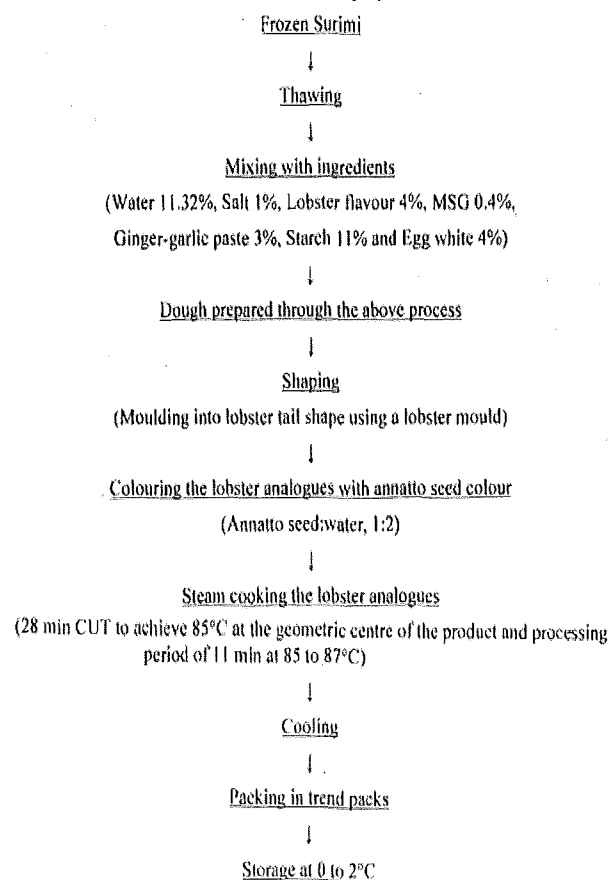 Frozen Surimi
↓
Thawing
↓
Mixing with ingredients
(Water 11.32%, Salt 1%, Lobster flavour 4%, MSG 0.4%,
Ginger-garlic paste 3%, Starch 11% and Egg white 4%)
↓
Dough prepared through the above process
↓
Shaping
(Moulding into lobster tail shape using a lobster mould)
↓
Colouring the lobster analogues with annatto seed colour
(Annatto seed:water, 1:2)
↓
Steam cooking the lobster analogues
(28 min CUT to achieve 85°C at the geometric centre of the product and processing
period of 11 min at 85 to 87°C)
↓
Cooling
↓
Packing in trend packs
↓
Storage at 0 to 2°C